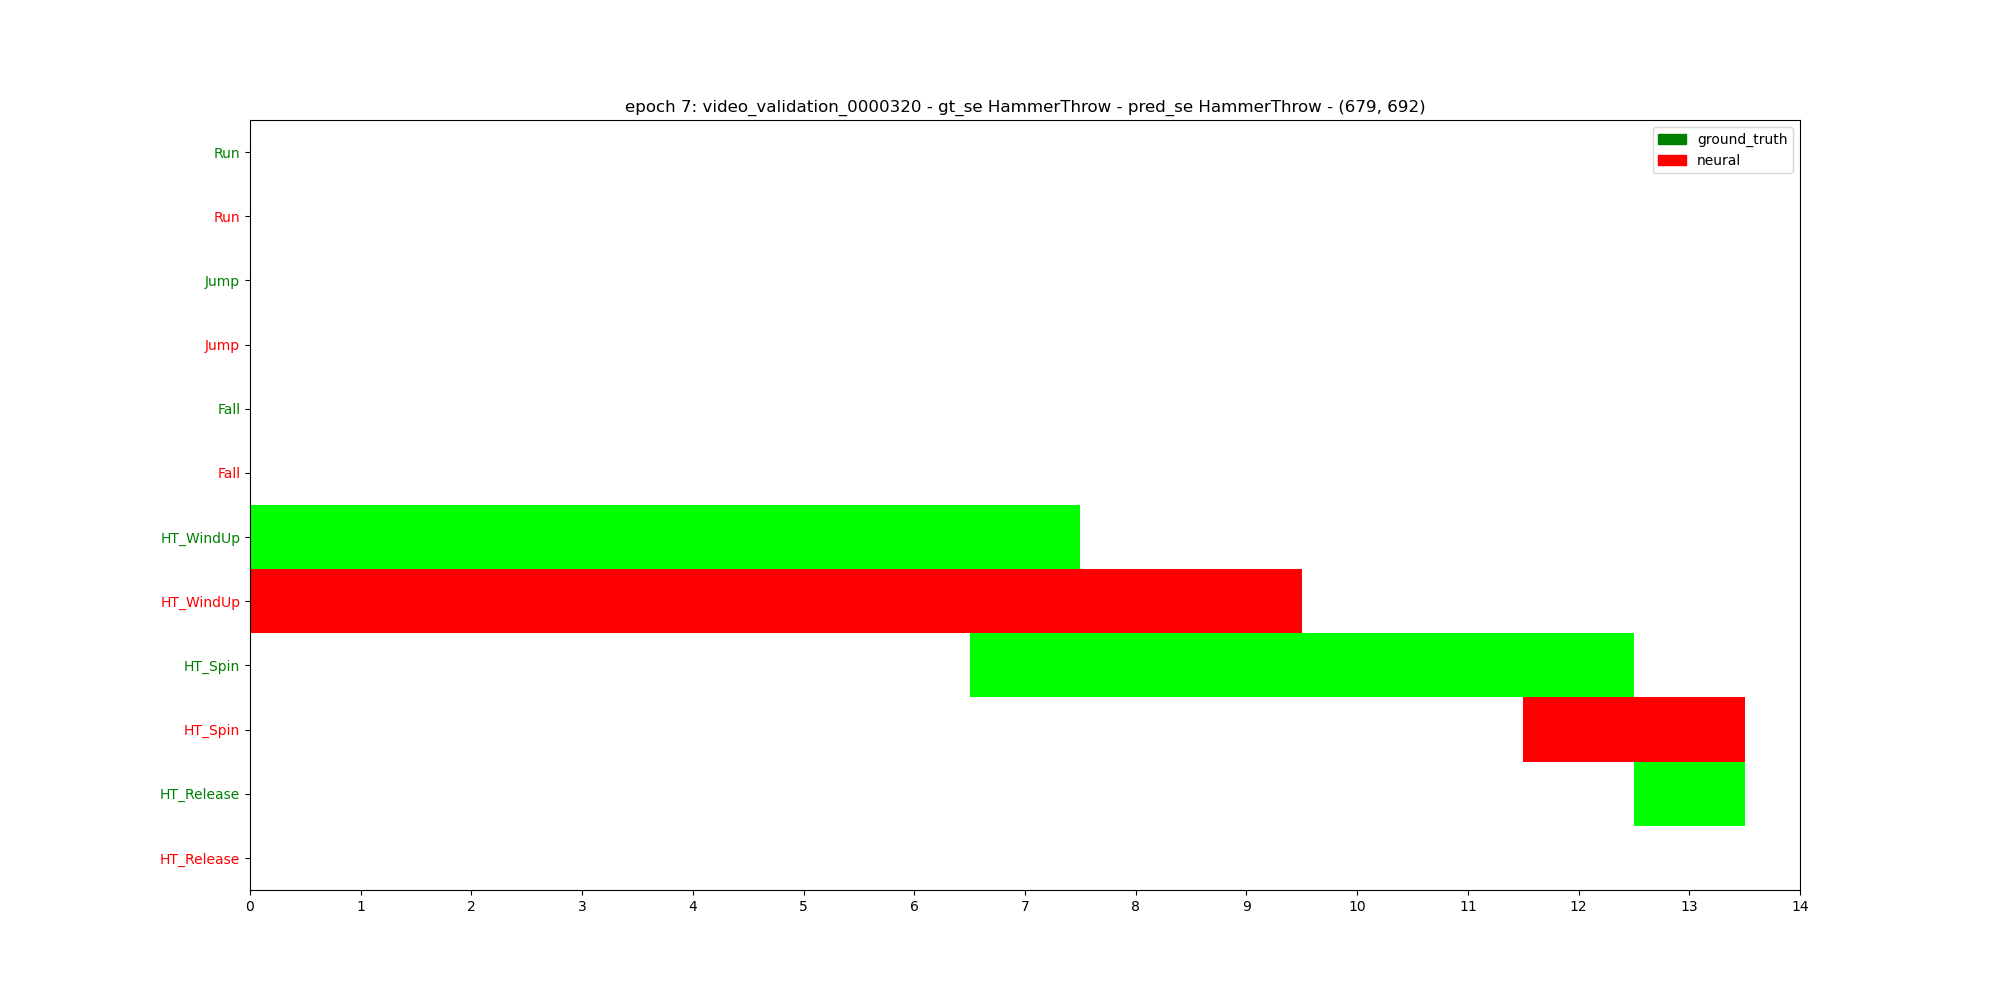 epoch 7: video_validation_0000320 - gt_se HammerThrow - pred_se HammerThrow - (679, 692)
ground_truth
neural
Run
Run
Jump
Jump
Fall
Fall
HT_WindUp
HT_WindUp
HT_Spin
HT_Spin
HT_Release
HT_Release
0 1 2 3 4 5 6 7 8 9 10 11 12 13 14